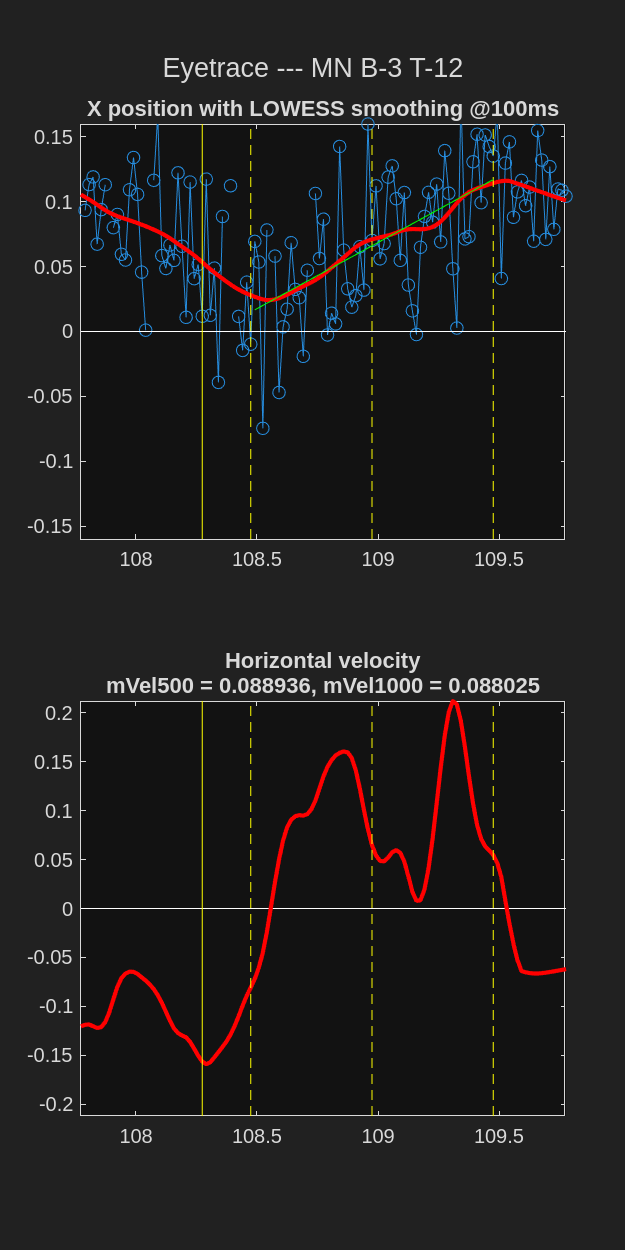 Eyetrace --- MN B-3 T-12
X position with LOWESS smoothing @100ms
0.15
0.1
0.05
0
-0.05
-0.1
-0.15
108 108.5 109 109.5
Horizontal velocity
mVel500 = 0.088936, mVel1000 = 0.088025
0.2
0.15
0.1
0.05
0
-0.05
-0.1
-0.15
-0.2
108 108.5 109 109.5